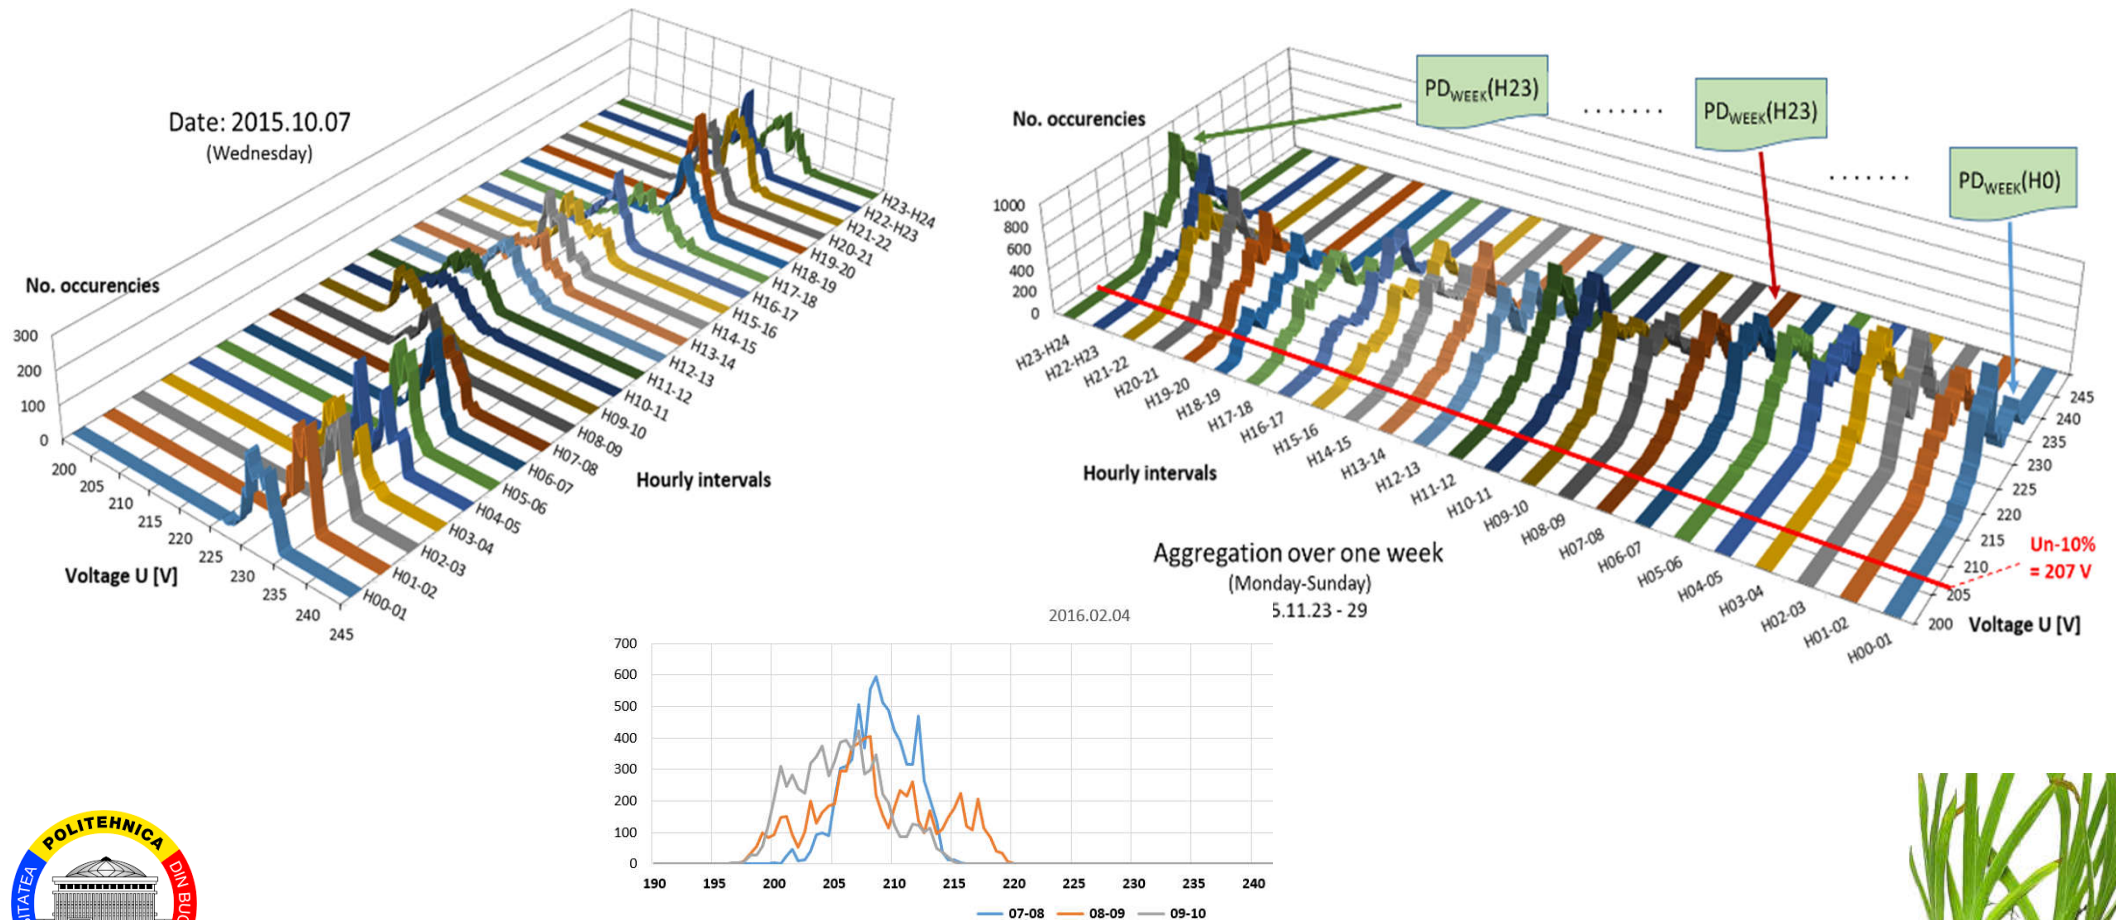 Date: 2015.10.07
(Wednesday)
No. occurencies
300
200
100
0
200
205
210
215
220
225
230
235
240
245
Voltage U [V]
H00-01
H01-02
H02-03
H03-04
H04-05
H05-06
H06-07
H07-08
H08-09
H09-10
H10-11
H11-12
H12-13
H13-14
H14-15
H15-16
H16-17
H17-18
H18-19
H19-20
H20-21
H21-22
H22-H23
H23-H24
Hourly intervals
No. occurencies
PDWEEK(H23)
. . . . . . .
PDWEEK(H23)
. . . . . . .
PDWEEK(H0)
1000
800
600
400
200
0
H23-H24
H22-H23
H21-22
H20-21
H19-20
H18-19
H17-18
H16-17
H15-16
H14-15
H13-14
H12-13
H11-12
H10-11
H09-10
H08-09
H07-08
H06-07
H05-06
H04-05
H03-04
H02-03
H01-02
H00-01
Hourly intervals
245
240
235
230
225
220
215
210
205
200
Un-10%
= 207 V
Voltage U [V]
Aggregation over one week
(Monday-Sunday)
5.11.23 - 29
2016.02.04
700
600
500
400
300
200
100
0
190 195 200 205 210 215 220 225 230 235 240
07-08 08-09 09-10
POLITEHNICA
DIN BUC